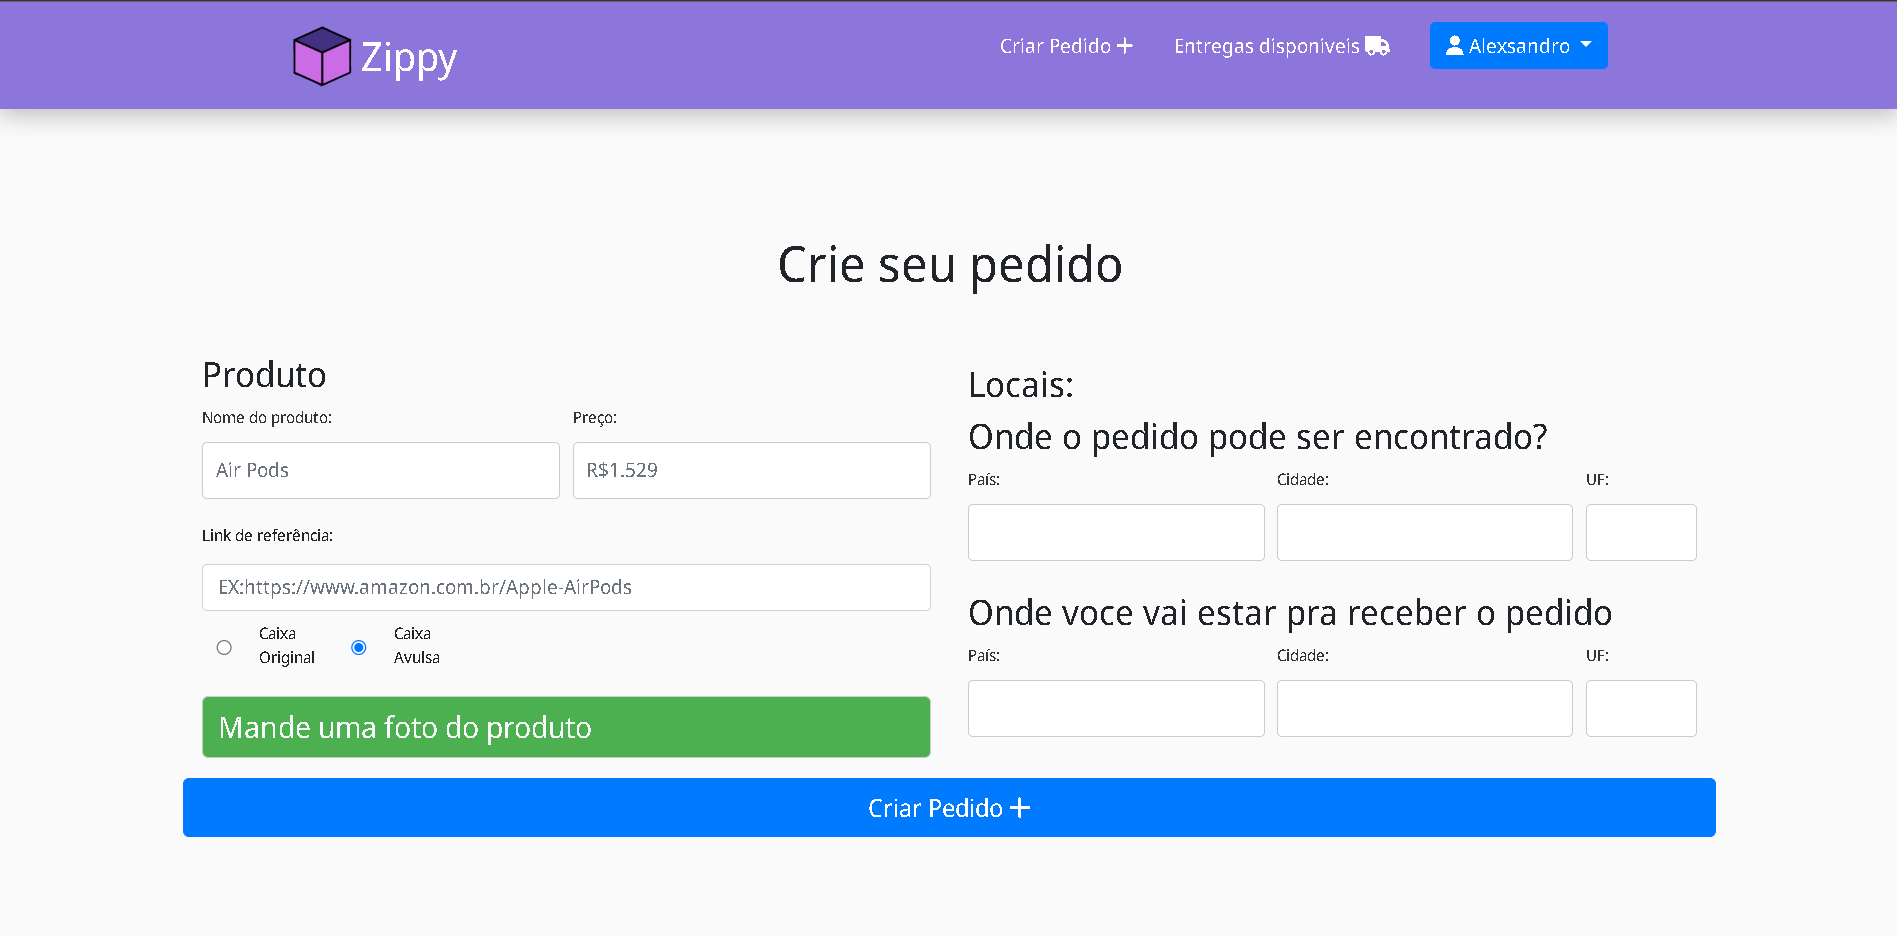 Zippy
Criar Pedido
Entregas disponíveis
Alexsandro
Crie seu pedido
Produto
Nome do produto:
Preço:
Air Pods
R$1.529
Link de referência:
EX:https://www.amazon.com.br/Apple-AirPods
Caixa
Original
Caixa
Avulsa
Mande uma foto do produto
Locais:
Onde o pedido pode ser encontrado?
País:
Cidade:
UF:
Onde voce vai estar pra receber o pedido
País:
Cidade:
UF:
Criar Pedido